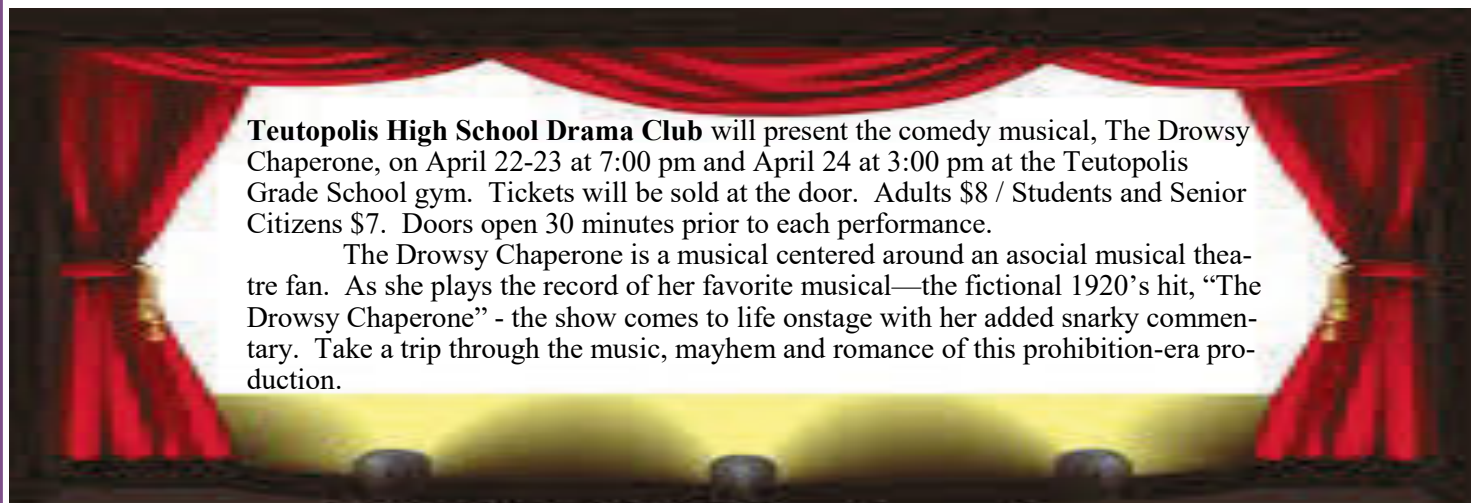 Teutopolis High School Drama Club will present the comedy musical, The Drowsy
Chaperone, on April 22-23 at 7:00 pm and April 24 at 3:00 pm at the Teutopolis
Grade School gym.  Tickets will be sold at the door.  Adults $8 / Students and Senior
Citizens $7.  Doors open 30 minutes prior to each performance.
The Drowsy Chaperone is a musical centered around an asocial musical thea-
tre fan.  As she plays the record of her favorite musical—the fictional 1920’s hit, “The
Drowsy Chaperone” - the show comes to life onstage with her added snarky commen-
tary.  Take a trip through the music, mayhem and romance of this prohibition-era pro-
duction.